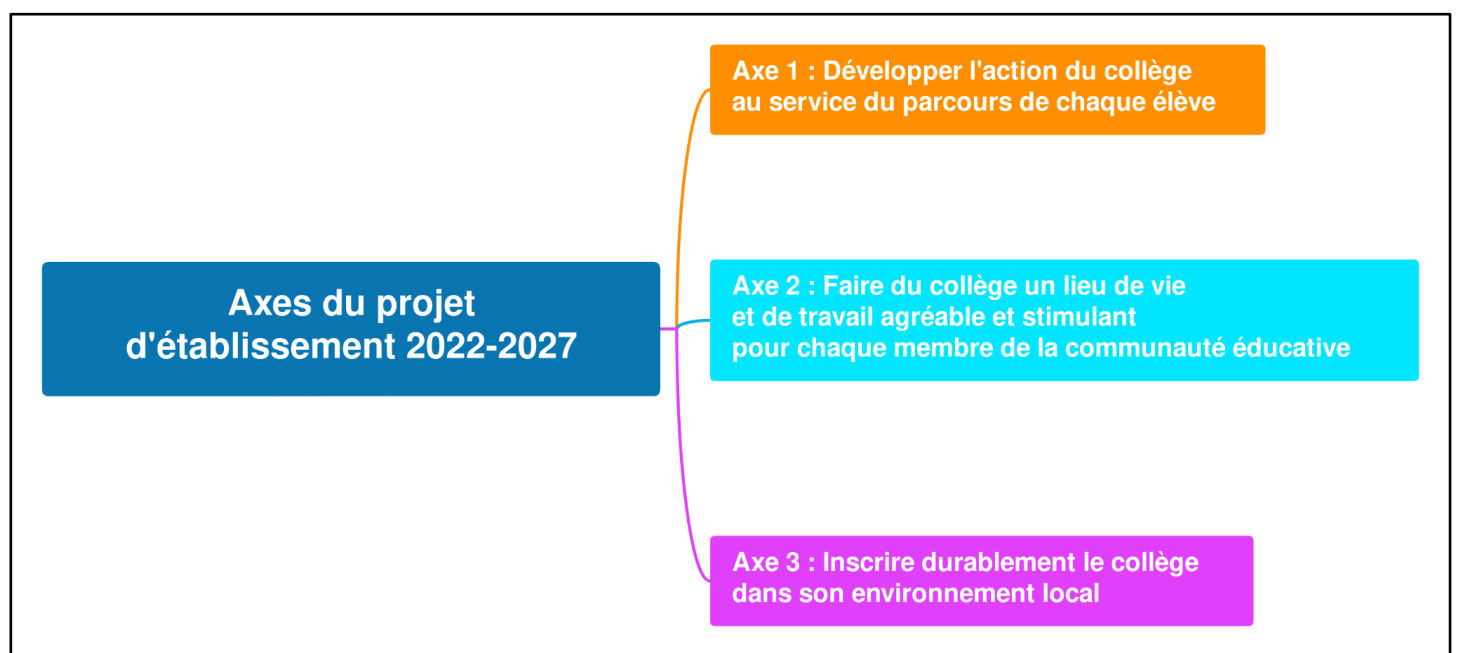 Axes du projet
d'établissement 2022-2027
Axe 1 : Développer l'action du collège
au service du parcours de chaque élève
Axe 2 : Faire du collège un lieu de vie
et de travail agréable et stimulant
pour chaque membre de la communauté éducative
Axe 3 : Inscrire durablement le collège
dans son environnement local